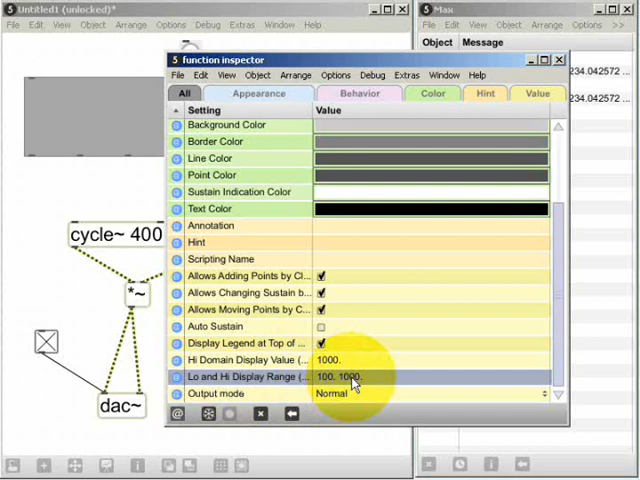 Untitled1 (unlocked)*
File Edit View Object Arrange Options Debug Extras Window Help
cycle~ 400
*~
dac~
function inspector
File Edit View Object Arrange Options Debug Extras Window Help
All Appearance Behavior Color Hint Value
Setting Value
Background Color
Border Color
Line Color
Point Color
Sustain Indication Color
Text Color
Annotation
Hint
Scripting Name
Allows Adding Points by Cl...
Allows Changing Sustain b...
Allows Moving Points by C...
Auto Sustain
Display Legend at Top of ...
Hi Domain Display Value (... 1000.
Lo and Hi Display Range (... 100. 1000.
Output mode Normal
Max
File Edit View Object Arrange Options >>
Object Message
234.042572 ...
234.042572 ...